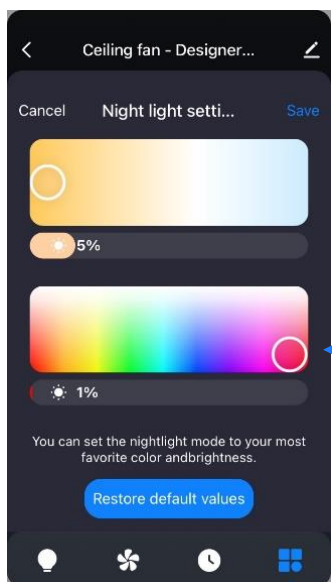 Ceiling fan - Designer...
Cancel Night light setti... Save
5%
1%
You can set the nightlight mode to your most
favorite color andbrightness.
Restore default values